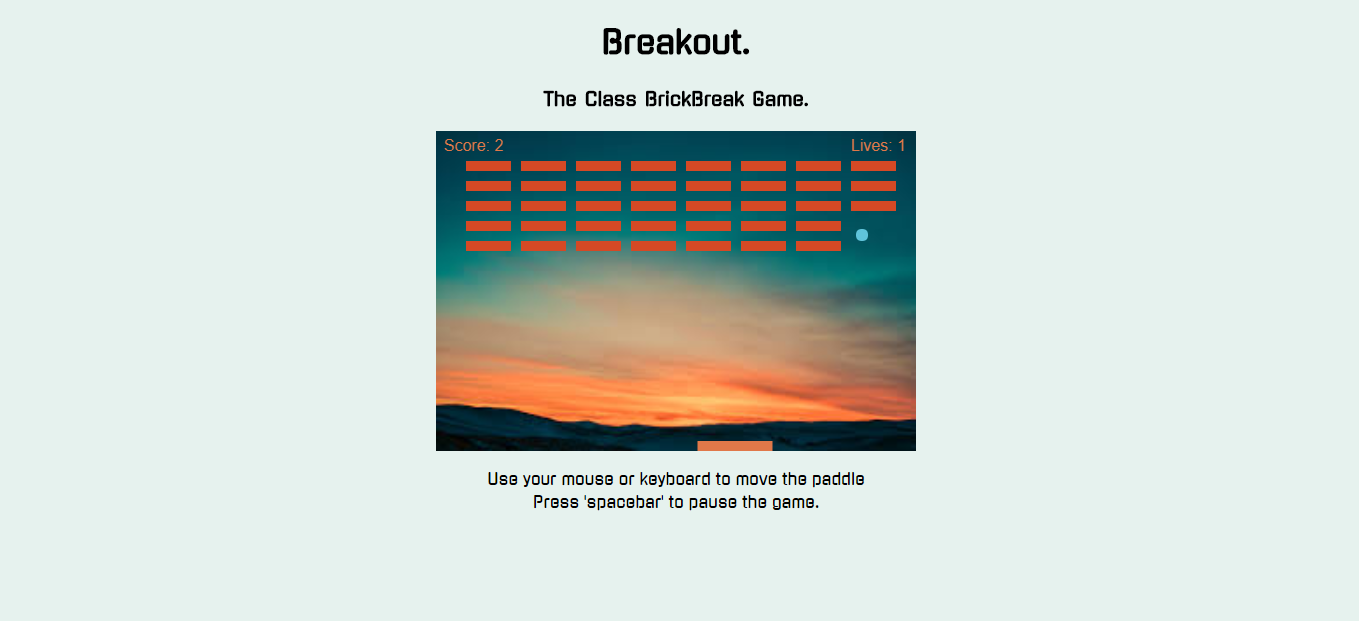 Breakout.
The Class BrickBreak Game.
Score: 2
Lives: 1
Use your mouse or keyboard to move the paddle
Press 'spacebar' to pause the game.